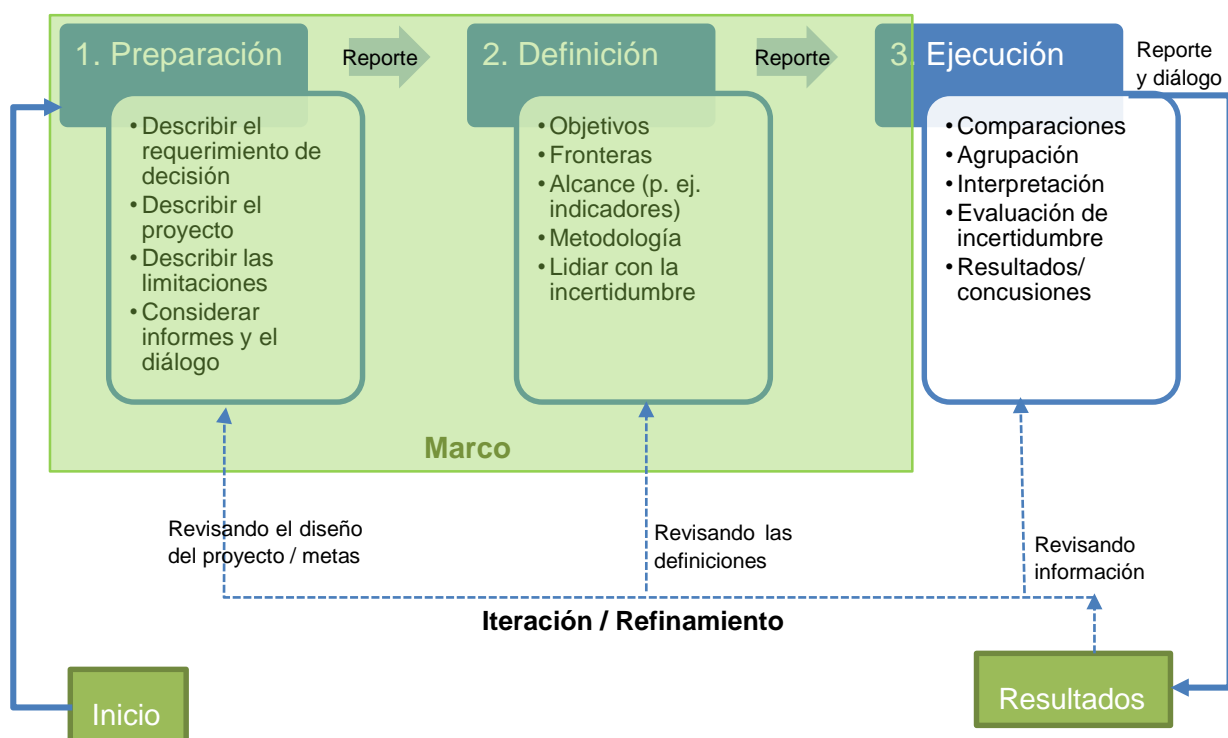 1. Preparación
Reporte
2. Definición
Reporte
3. Ejecución
Reporte
y diálogo
• Describir el
requerimiento de
decisión
• Describir el
proyecto
• Describir las
limitaciones
• Considerar
informes y el
diálogo
• Objetivos
• Fronteras
• Alcance (p. ej.
indicadores)
• Metodología
• Lidiar con la
incertidumbre
• Comparaciones
• Agrupación
• Interpretación
• Evaluación de
incertidumbre
• Resultados/
concusiones
Marco
Revisando el diseño
del proyecto / metas
Revisando las
definiciones
Revisando
información
Iteración / Refinamiento
Inicio
Resultados